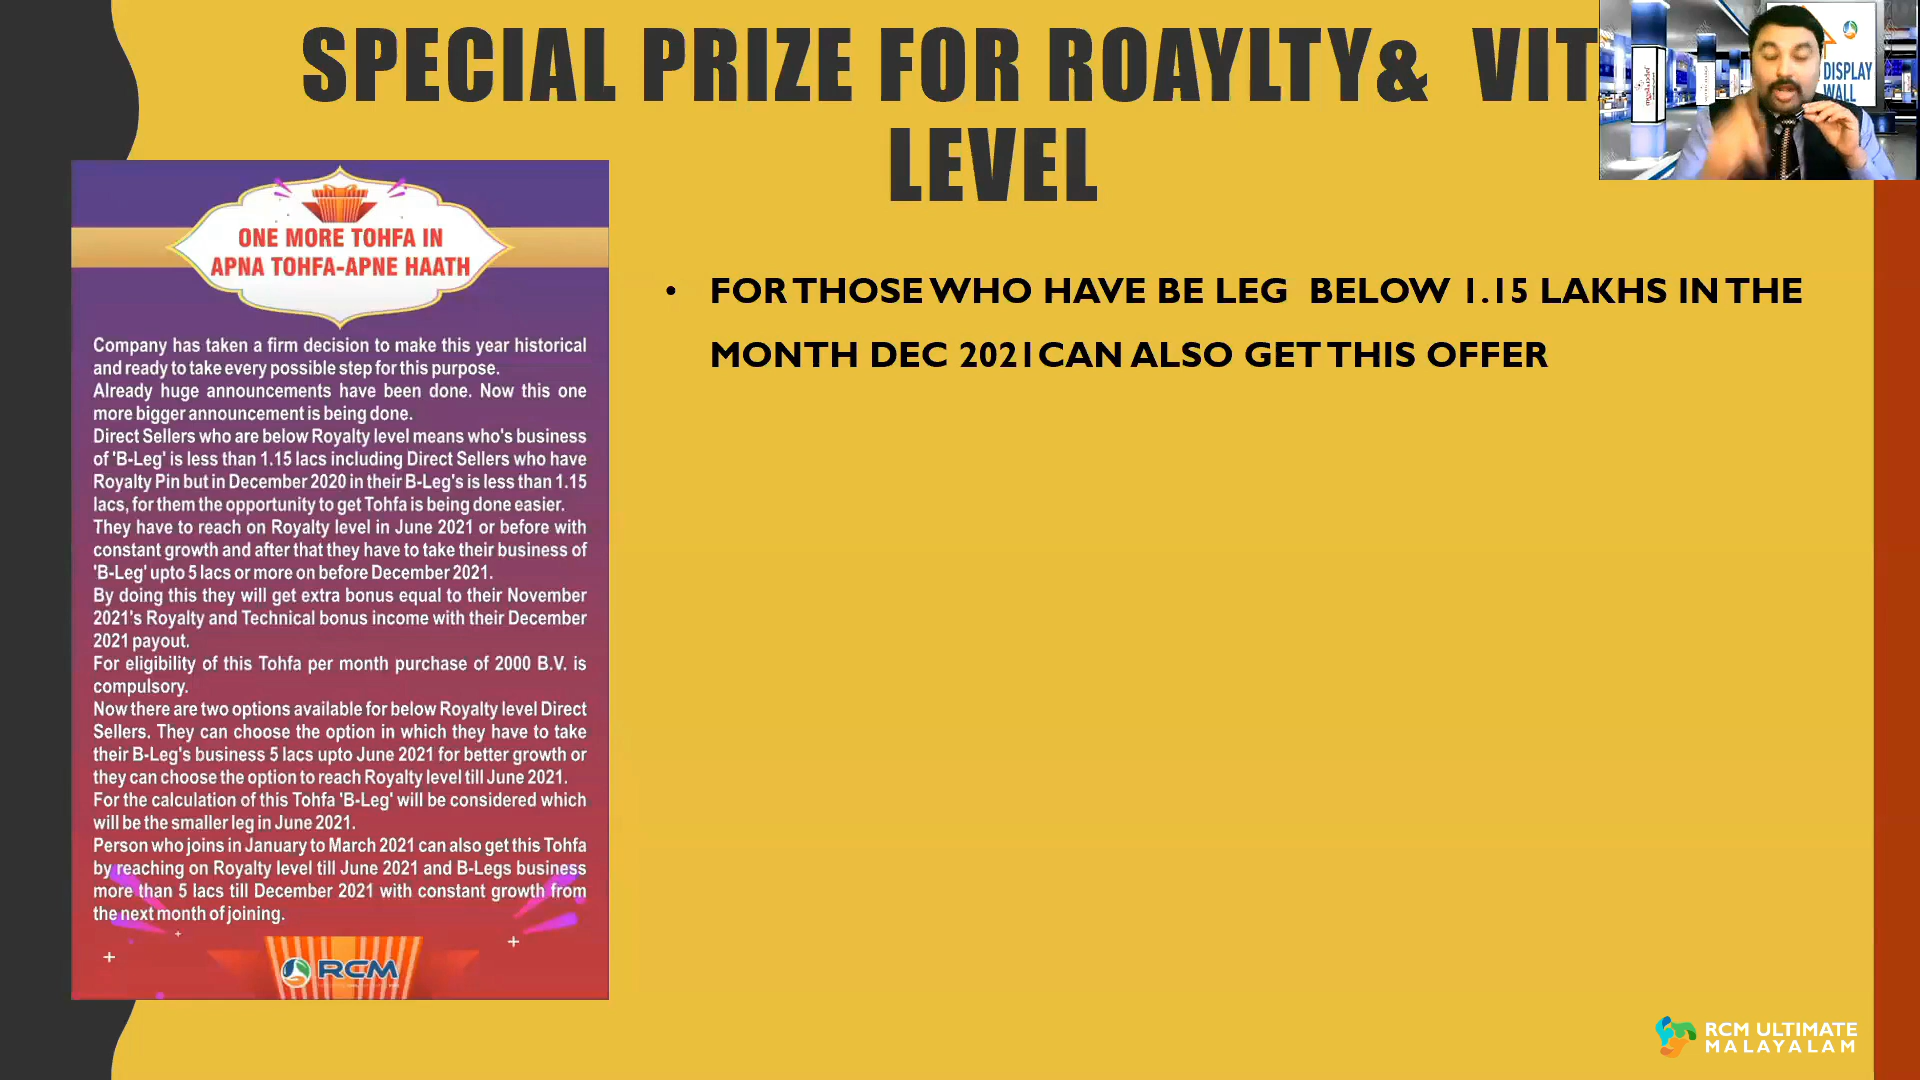 SPECIAL PRIZE FOR ROAYLTY& VIT
LEVEL
DISPLAY
WALL
ONE MORE TOHFA IN
APNA TOHFA-APNE HAATH
Company has taken a firm decision to make this year historical
and ready to take every possible step for this purpose.
Already huge announcements have been done. Now this one
more bigger announcement is being done.
Direct Sellers who are below Royalty level means who's business
of 'B-Leg' is less than 1.15 lacs including Direct Sellers who have
Royalty Pin but in December 2020 in their B-Leg's is less than 1.15
lacs, for them the opportunity to get Tohfa is being done easier.
They have to reach on Royalty level in June 2021 or before with
constant growth and after that they have to take their business of
'B-Leg' upto 5 lacs or more on before December 2021.
By doing this they will get extra bonus equal to their November
2021's Royalty and Technical bonus income with their December
2021 payout.
For eligibility of this Tohfa per month purchase of 2000 B.V. is
compulsory.
Now there are two options available for below Royalty level Direct
Sellers. They can choose the option in which they have to take
their B-Leg's business 5 lacs upto June 2021 for better growth or
they can choose the option to reach Royalty level till June 2021.
For the calculation of this Tohfa 'B-Leg' will be considered which
will be the smaller leg in June 2021.
Person who joins in January to March 2021 can also get this Tohfa
by reaching on Royalty level till June 2021 and B-Legs business
more than 5 lacs till December 2021 with constant growth from
the next month of joining.
RCM
• FOR THOSE WHO HAVE BE LEG BELOW 1.15 LAKHS IN THE
MONTH DEC 2021CAN ALSO GET THIS OFFER
RCM ULTIMATE
MALAYALAM